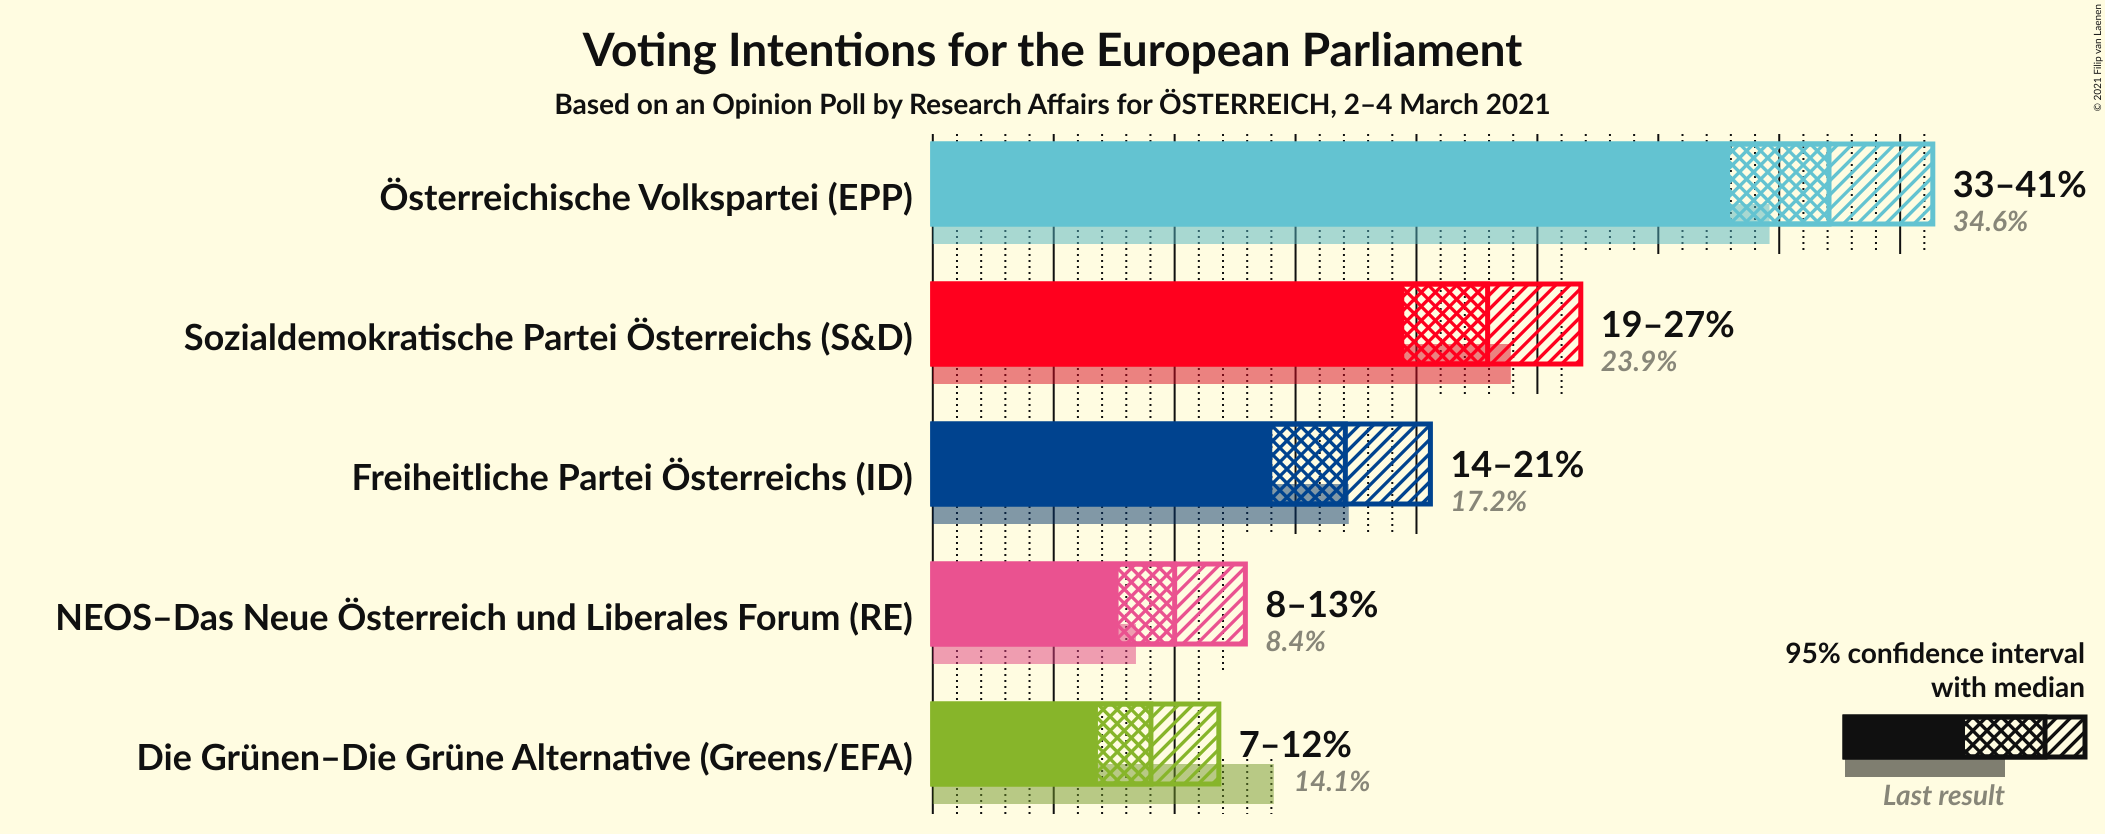 Voting Intentions for the European Parliament
Based on an Opinion Poll by Research Affairs for ÖSTERREICH, 2–4 March 2021
© 2021 Filip van Laenen
Österreichische Volkspartei (EPP)
33–41%
34.6%
Sozialdemokratische Partei Österreichs (S&D)
19–27%
23.9%
Freiheitliche Partei Österreichs (ID)
14–21%
17.2%
NEOS–Das Neue Österreich und Liberales Forum (RE)
8–13%
8.4%
Die Grünen–Die Grüne Alternative (Greens/EFA)
7–12%
14.1%
95% confidence interval
with median
Last result